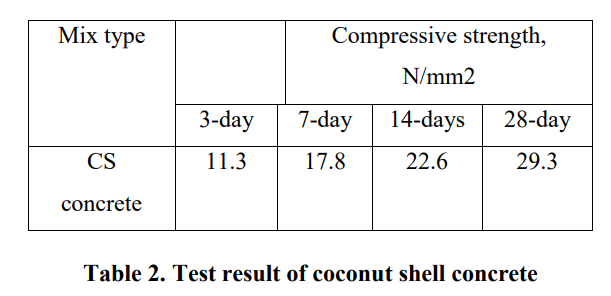 Mix type
Compressive strength,
N/mm2
3-day 7-day 14-days 28-day
CS 11.3 17.8 22.6 29.3
concrete
Table 2. Test result of coconut shell concrete